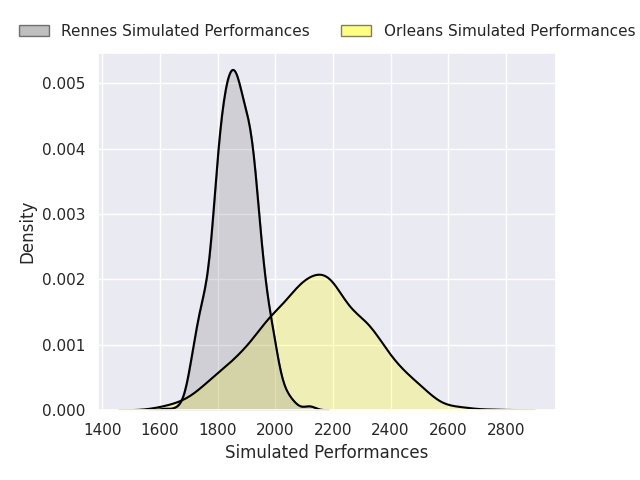 Rennes Simulated Performances
Orleans Simulated Performances
Density
0.005
0.004
0.003
0.002
0.001
0.000
1400 1600 1800 2000 2200 2400 2600 2800
Simulated Performances